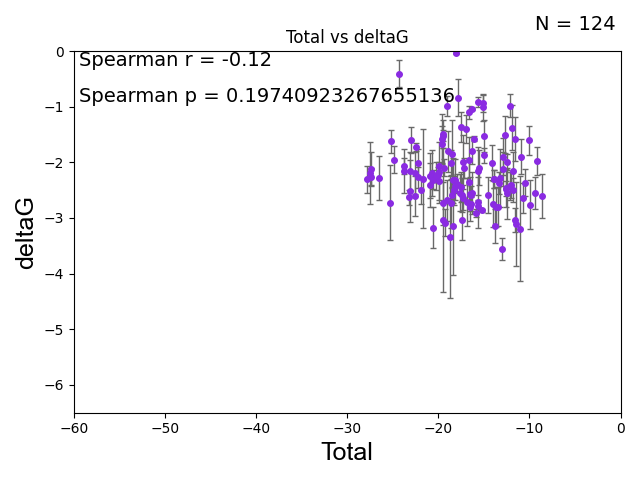 N = 124
Total vs deltaG
Spearman r = -0.12
Spearman p = 0.19740923267655136
0
−1
−2
−3
−4
−5
−6
deltaG
−60 −50 −40 −30 −20 −10 0
Total